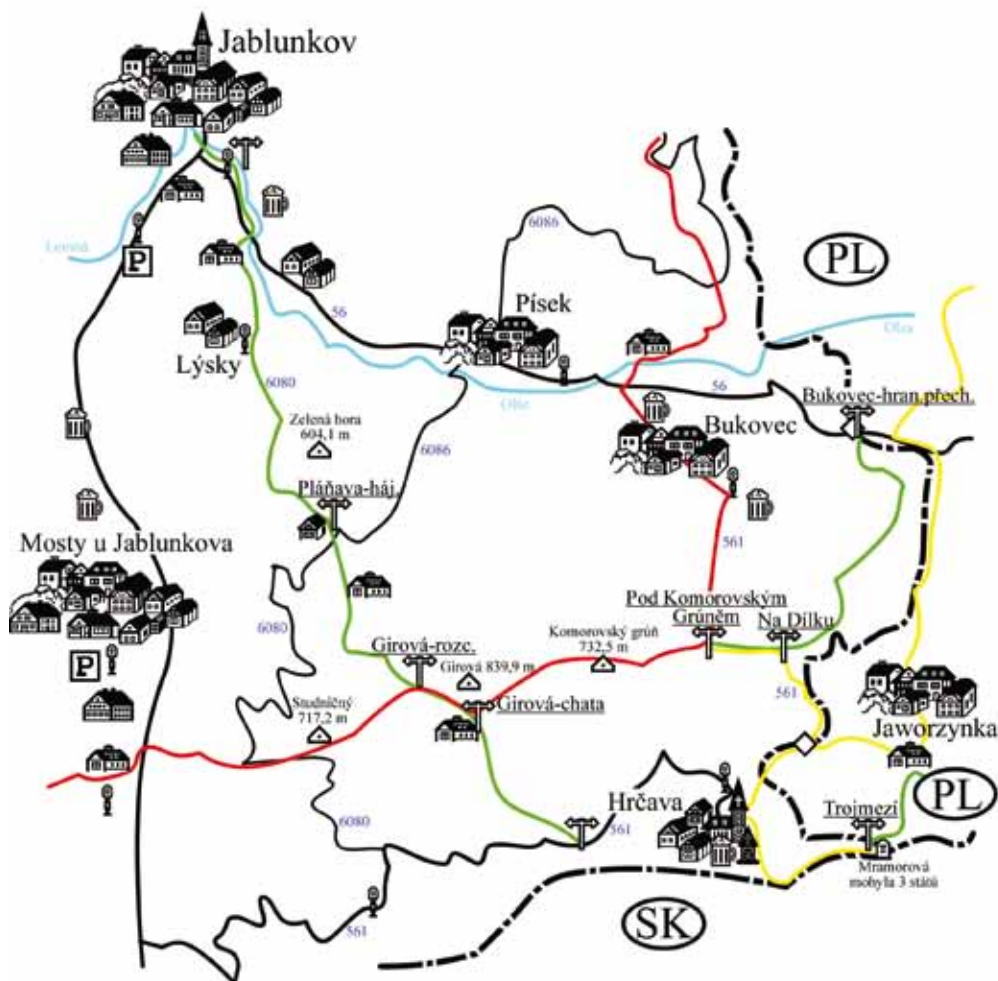 Jablunkov
Lomná
P
6086
PL
Písek
56
Olza
Lýsky
6080
Olše
56
Bukovec-hran.přech.
Zelená hora
604,1 m
Bukovec
6086
Pláňava-háj.
561
Mosty u Jablunkova
Pod Komorovským
Grúněm
Na Dílku
6080
Girová-rozc.
Komorovský grúň
732,5 m
P
Girová 839,9 m
561
Studničný
717,2 m
Girová-chata
Jaworzynka
Hrčava
PL
Trojmezí
6080
561
Mramorová
mohyla 3 států
SK
561